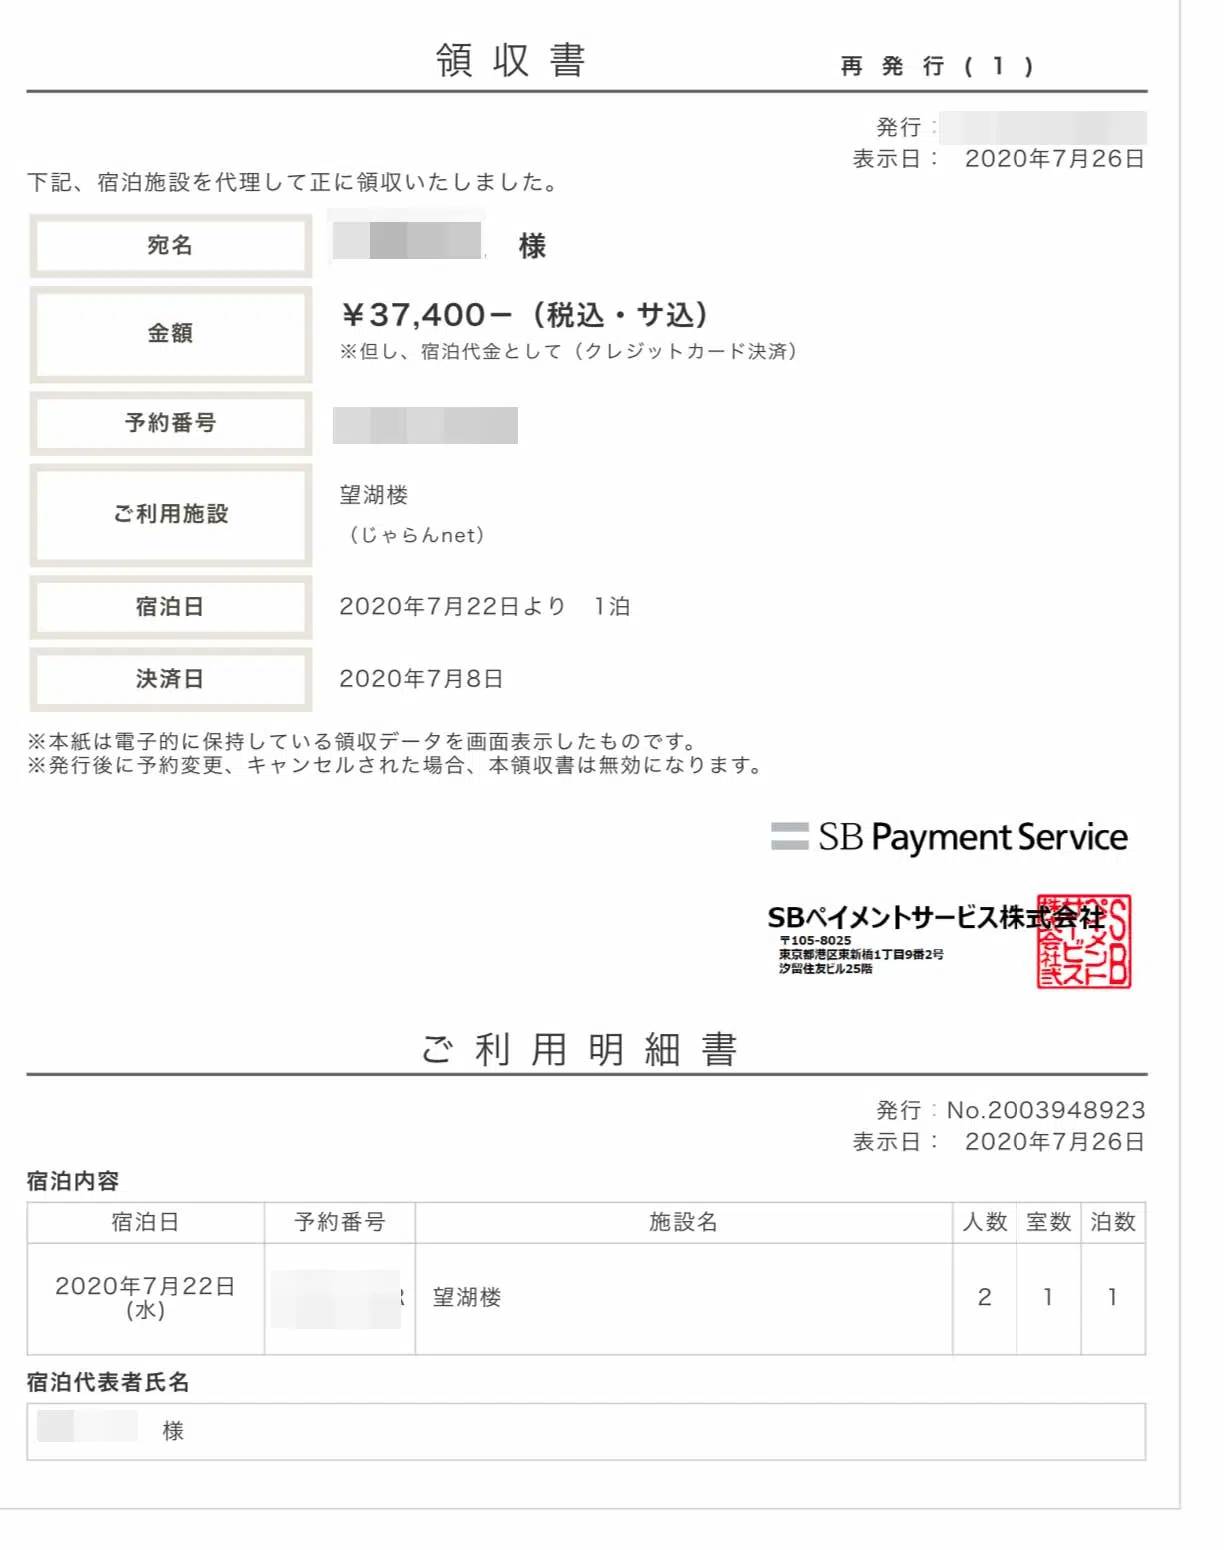 領収書
再発行(1)
発行：
表示日： 2020年7月26日
下記、宿泊施設を代理して正に領収いたしました。
宛名 様
金額 ￥37,400－（税込・サ込）
※但し、宿泊代金として（クレジットカード決済）
予約番号
ご利用施設 望湖楼
（じゃらんnet）
宿泊日 2020年7月22日より 1泊
決済日 2020年7月8日
※本紙は電子的に保持している領収データを画面表示したものです。
※発行後に予約変更、キャンセルされた場合、本領収書は無効になります。
SB Payment Service
SBペイメントサービス株式会社
〒105-8025
東京都港区東新橋1丁目9番2号
汐留住友ビル25階
SBペイメントサービス株式会社
ご利用明細書
発行：No.2003948923
表示日： 2020年7月26日
宿泊内容
宿泊日 予約番号 施設名 人数 室数 泊数
2020年7月22日
(水)
望湖楼 2 1 1
宿泊代表者氏名
様